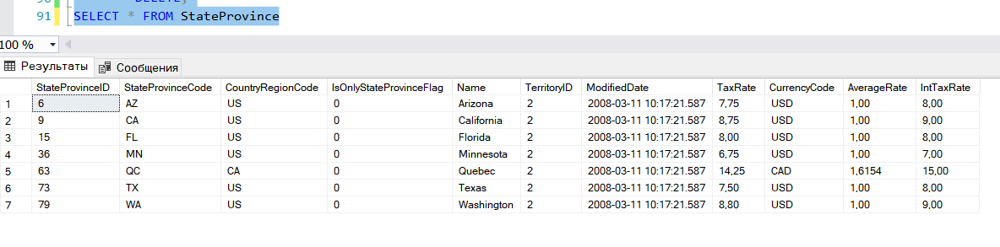 90 DELETE;
91 SELECT * FROM StateProvince
100 %
Результаты Сообщения
StateProvinceID StateProvinceCode CountryRegionCode IsOnlyStateProvinceFlag Name TerritoryID ModifiedDate TaxRate CurrencyCode AverageRate IntTaxRate
1 6 AZ US 0 Arizona 2 2008-03-11 10:17:21.587 7,75 USD 1,00 8,00
2 9 CA US 0 California 2 2008-03-11 10:17:21.587 8,75 USD 1,00 9,00
3 15 FL US 0 Florida 2 2008-03-11 10:17:21.587 8,00 USD 1,00 8,00
4 36 MN US 0 Minnesota 2 2008-03-11 10:17:21.587 6,75 USD 1,00 7,00
5 63 QC CA 0 Quebec 2 2008-03-11 10:17:21.587 14,25 CAD 1,6154 15,00
6 73 TX US 0 Texas 2 2008-03-11 10:17:21.587 7,50 USD 1,00 8,00
7 79 WA US 0 Washington 2 2008-03-11 10:17:21.587 8,80 USD 1,00 9,00